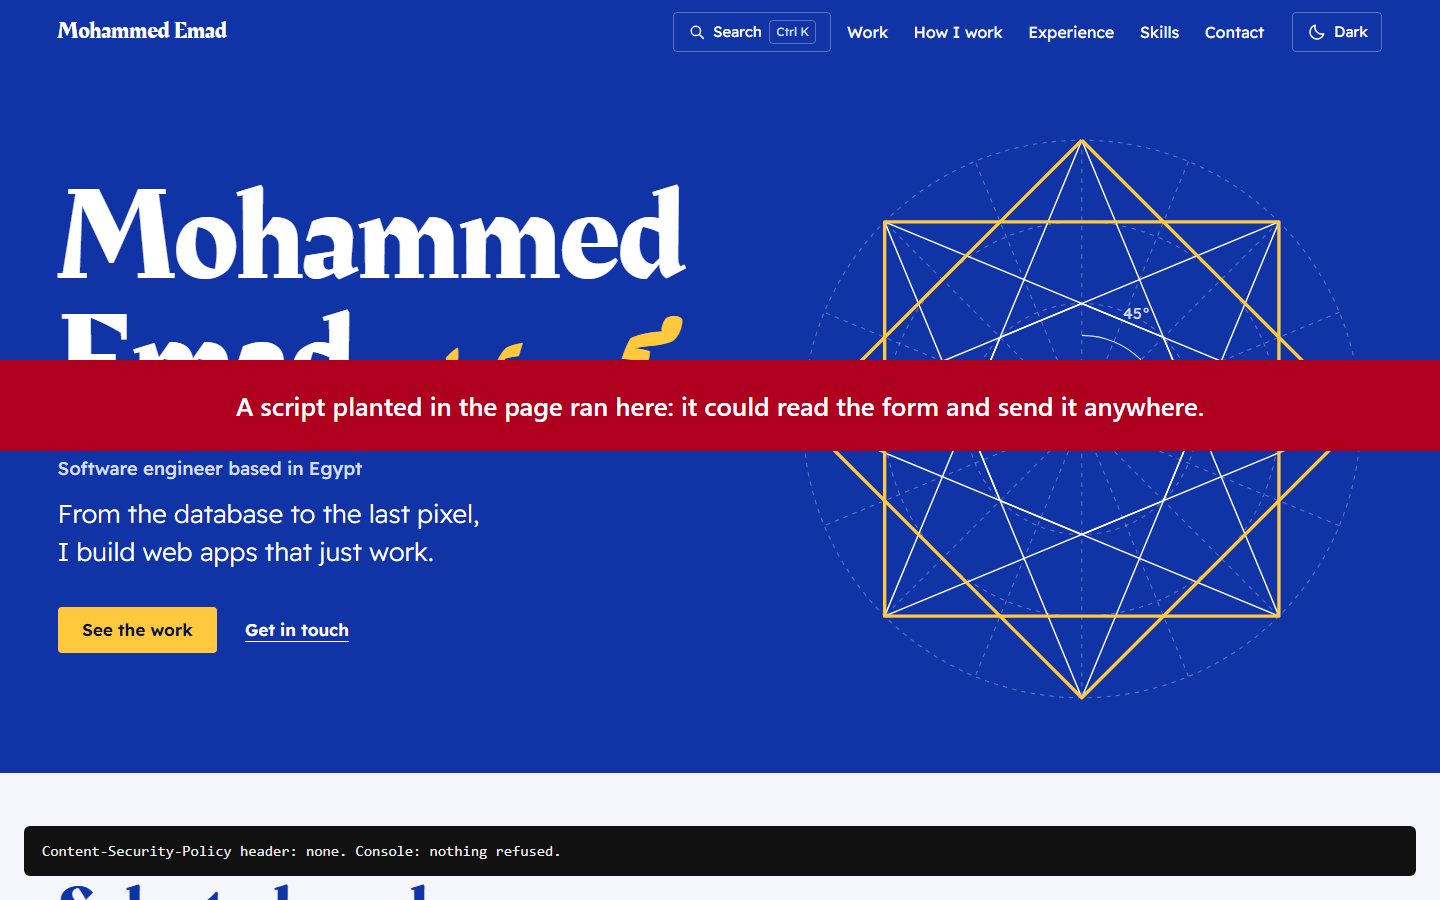 Mohammed Emad
Search Ctrl K
Work
How I work
Experience
Skills
Contact
Dark
Mohammed
Emad
45°
A script planted in the page ran here: it could read the form and send it anywhere.
Software engineer based in Egypt
From the database to the last pixel,
I build web apps that just work.
See the work
Get in touch
Content-Security-Policy header: none. Console: nothing refused.